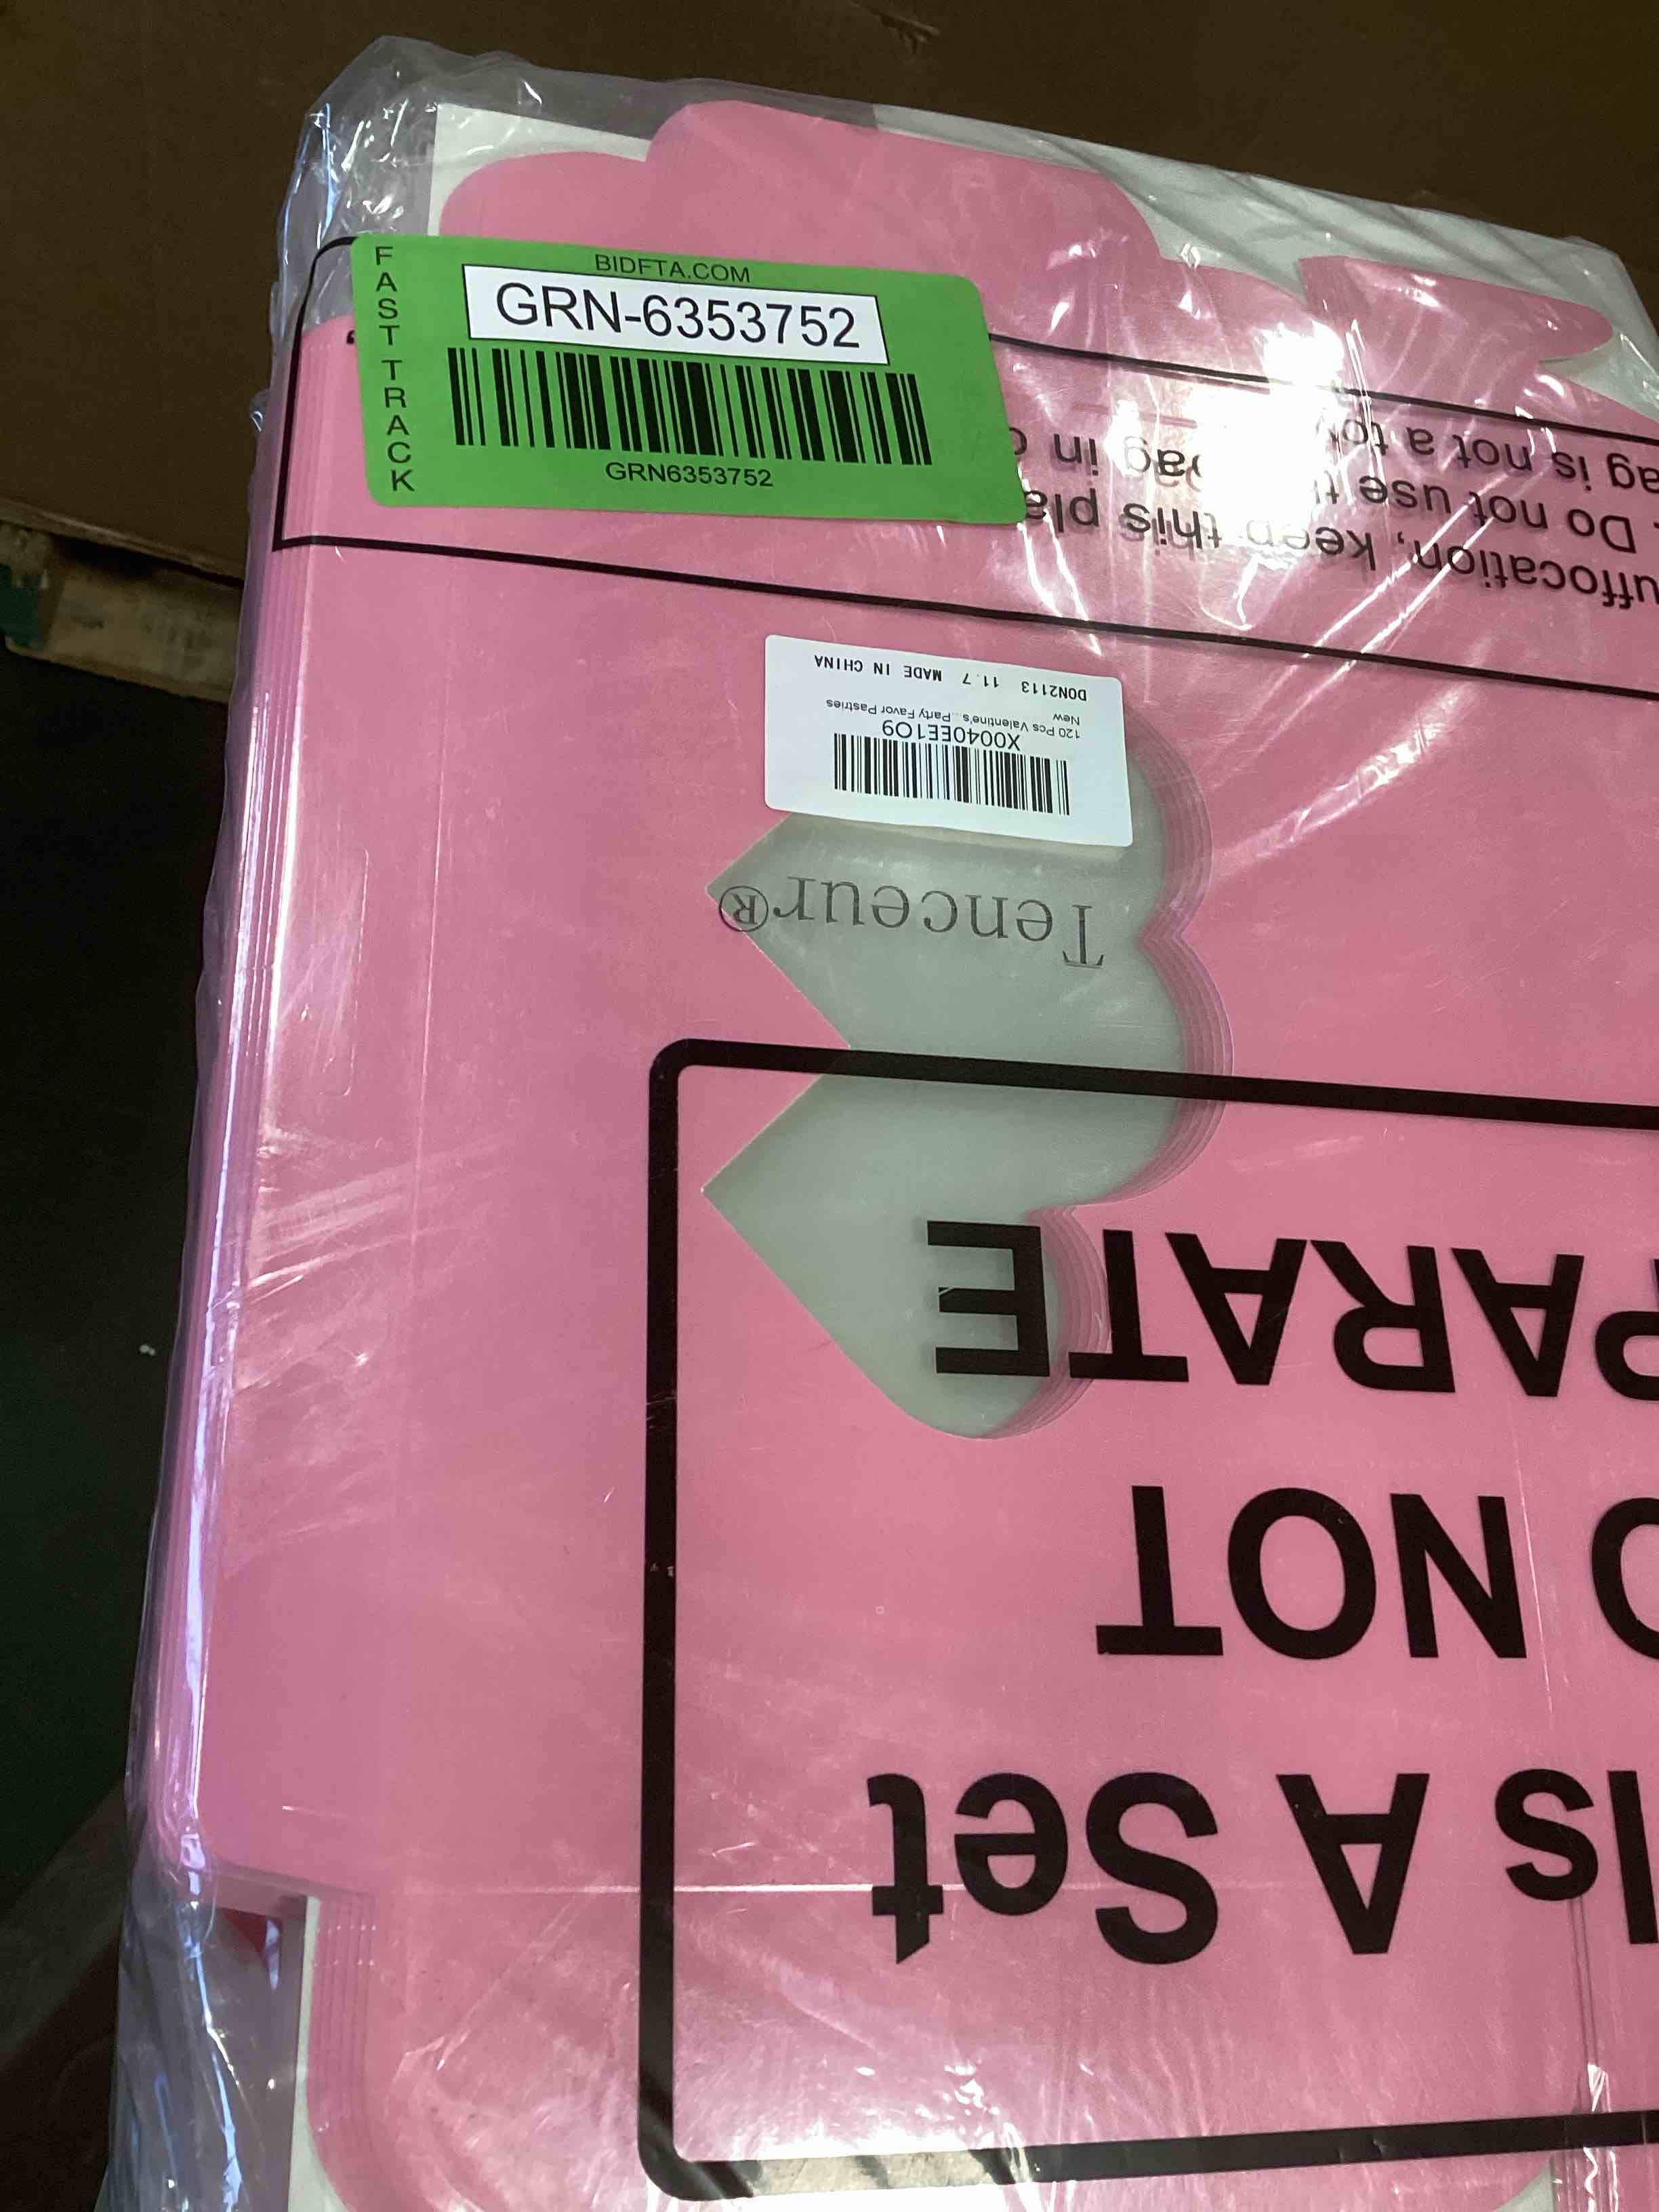 BIDFTA.COM
GRN-6353752
GRN6353752
FAST TRACK
uffocation, keep this pla
. Do not use bag in c
ag is not a
X0040EE1O9
120 Pcs Valentine's...Party Favor Pastries
New
DON2113 11.7 MADE IN CHINA
Tenceur®
Is A Set
O NOT
PARATE